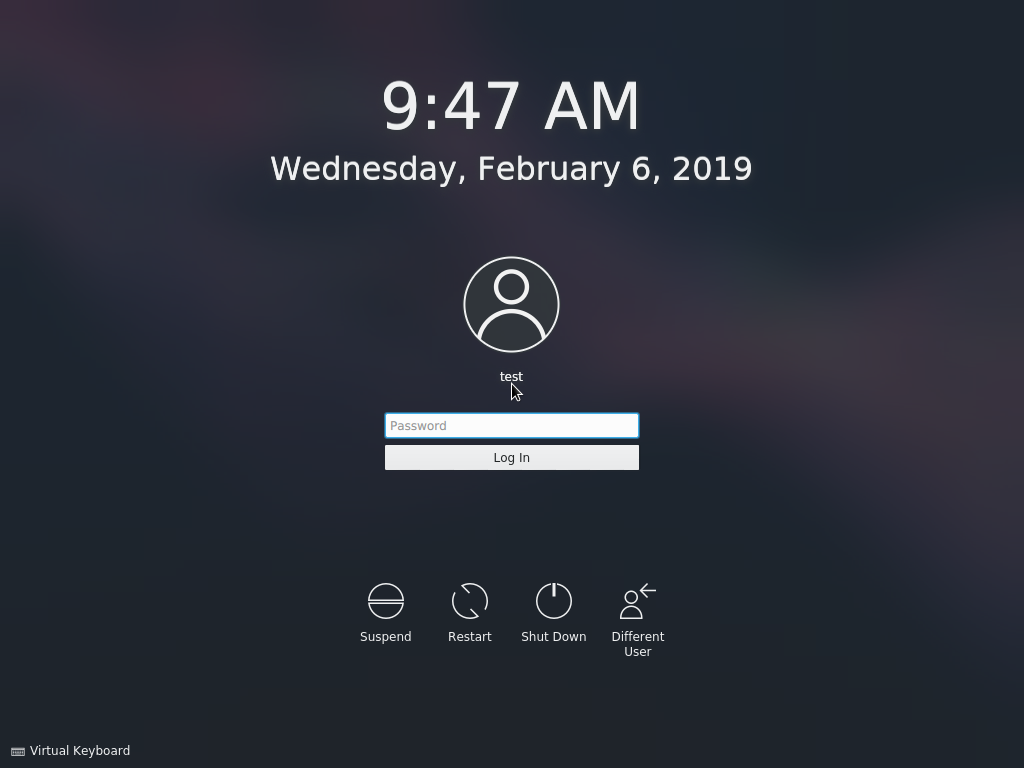 9:47 AM
Wednesday, February 6, 2019
test
Password
Log In
Suspend
Restart
Shut Down
Different
User
Virtual Keyboard